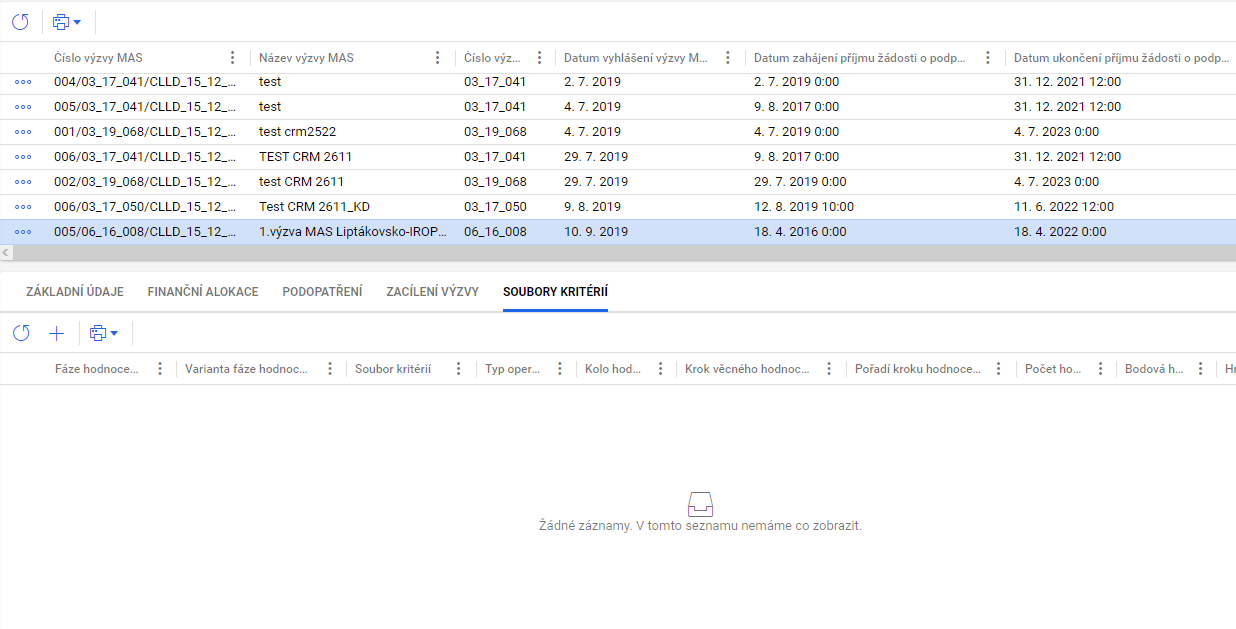 Číslo výzvy MAS Název výzvy MAS Číslo výz... Datum vyhlášení výzvy M... Datum zahájení příjmu žádosti o podp... Datum ukončení příjmu žádosti o podp...
004/03_17_041/CLLD_15_12_... test 03_17_041 2. 7. 2019 2. 7. 2019 0:00 31. 12. 2021 12:00
005/03_17_041/CLLD_15_12_... test 03_17_041 4. 7. 2019 9. 8. 2017 0:00 31. 12. 2021 12:00
001/03_19_068/CLLD_15_12_... test crm2522 03_19_068 4. 7. 2019 4. 7. 2019 0:00 4. 7. 2023 0:00
006/03_17_041/CLLD_15_12_... TEST CRM 2611 03_17_041 29. 7. 2019 9. 8. 2017 0:00 31. 12. 2021 12:00
002/03_19_068/CLLD_15_12_... test CRM 2611 03_19_068 29. 7. 2019 29. 7. 2019 0:00 4. 7. 2023 0:00
006/03_17_050/CLLD_15_12_... Test CRM 2611_KD 03_17_050 9. 8. 2019 12. 8. 2019 10:00 11. 6. 2022 12:00
005/06_16_008/CLLD_15_12_... 1.výzva MAS Liptákovsko-IROP... 06_16_008 10. 9. 2019 18. 4. 2016 0:00 18. 4. 2022 0:00
ZÁKLADNÍ ÚDAJE FINANČNÍ ALOKACE PODOPATŘENÍ ZACÍLENÍ VÝZVY SOUBORY KRITÉRIÍ
Fáze hodnoce... Varianta fáze hodnoc... Soubor kritérií Typ oper... Kolo hod... Krok věcného hodnoc... Pořadí kroku hodnoce... Počet ho... Bodová h... Hr
Žádné záznamy. V tomto seznamu nemáme co zobrazit.